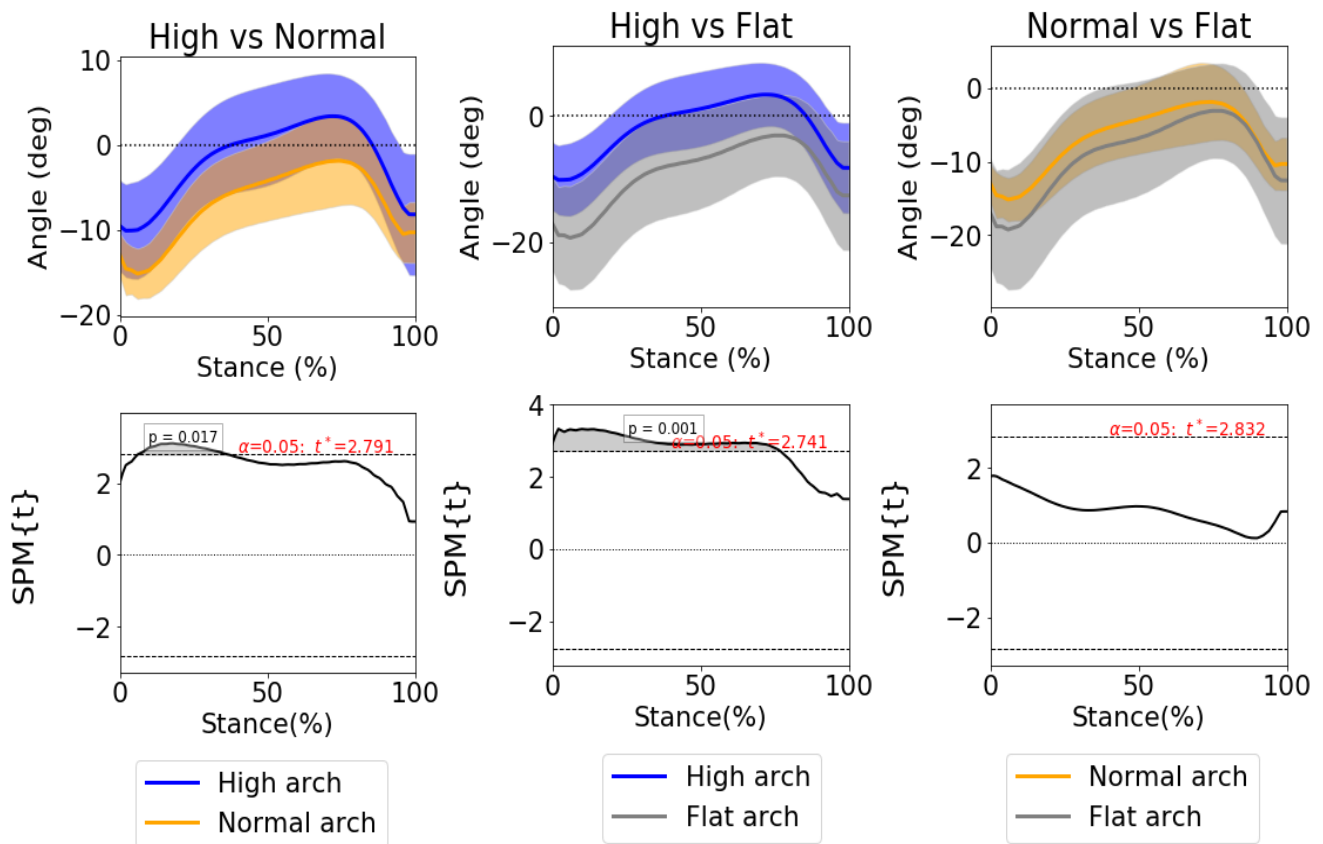 High vs Normal
10
0
−10
−20
Angle (deg)
0
50
100
Stance (%)
High vs Flat
0
−20
Angle (deg)
0
50
100
Stance (%)
Normal vs Flat
0
−10
−20
Angle (deg)
0
50
100
Stance (%)
p = 0.017
α=0.05: t*=2.791
2
0
−2
SPM{t}
0
50
100
Stance(%)
4
p = 0.001
α=0.05: t*=2.741
2
0
−2
SPM{t}
0
50
100
Stance(%)
α=0.05: t*=2.832
2
0
−2
SPM{t}
0
50
100
Stance(%)
High arch
Normal arch
High arch
Flat arch
Normal arch
Flat arch